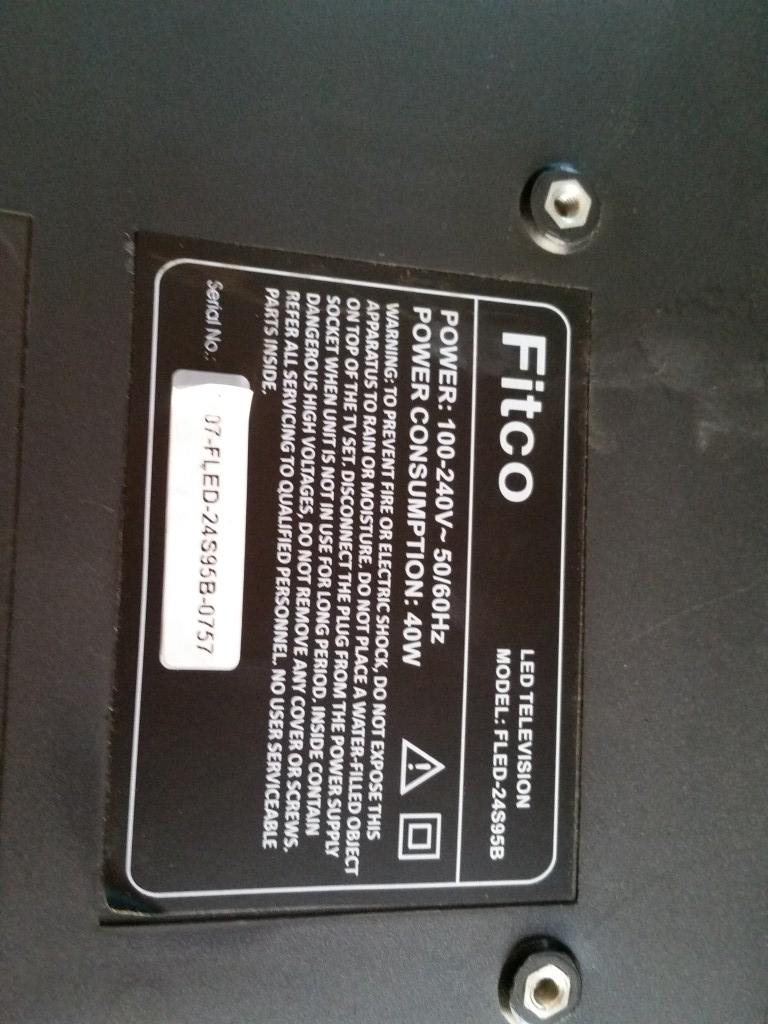 Fitco
LED TELEVISION
MODEL: FLED-24S95B
POWER: 100-240V~ 50/60Hz
POWER CONSUMPTION: 40W
WARNING: TO PREVENT FIRE OR ELECTRIC SHOCK, DO NOT EXPOSE THIS
APPARATUS TO RAIN OR MOISTURE. DO NOT PLACE A WATER-FILLED OBJECT
ON TOP OF THE TV SET. DISCONNECT THE PLUG FROM THE POWER SUPPLY
SOCKET WHEN UNIT IS NOT IN USE FOR LONG PERIOD. INSIDE CONTAIN
DANGEROUS HIGH VOLTAGES, DO NOT REMOVE ANY COVER OR SCREWS,
REFER ALL SERVICING TO QUALIFIED PERSONNEL. NO USER SERVICEABLE
PARTS INSIDE.
Serial No.:
07-FLED-24S95B-0757